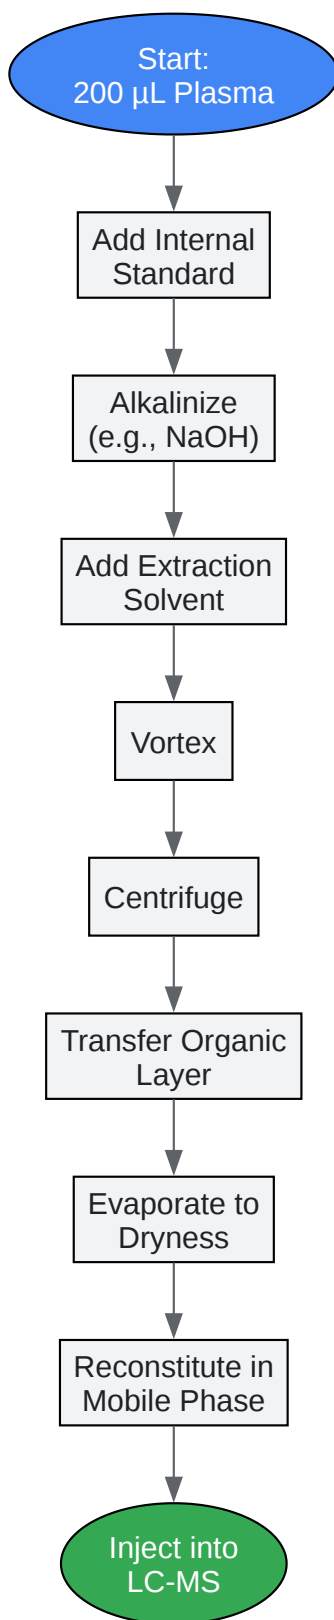 Start:
200 µL Plasma
Add Internal
Standard
Alkalinize
(e.g., NaOH)
Add Extraction
Solvent
Vortex
Centrifuge
Transfer Organic
Layer
Evaporate to
Dryness
Reconstitute in
Mobile Phase
Inject into
LC-MS